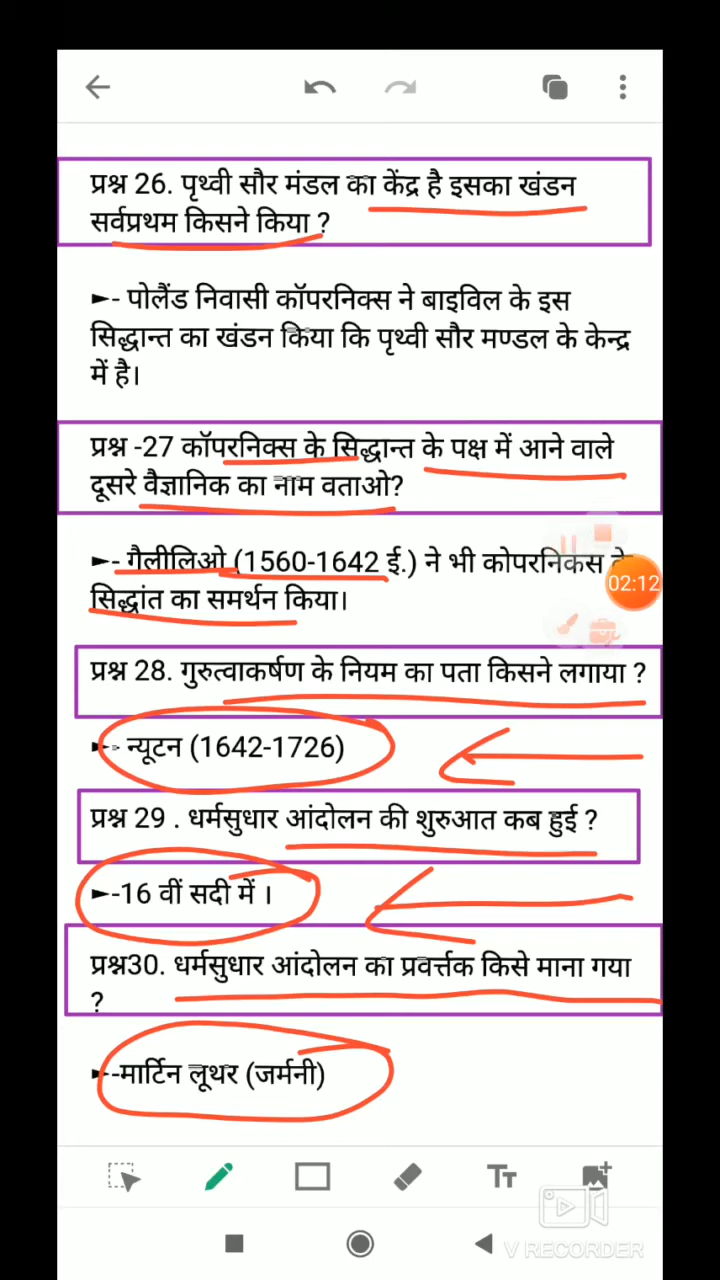 प्रश्न 26. पृथ्वी सौर मंडल का केंद्र है इसका खंडन
सर्वप्रथम किसने किया ?
►- पोलैंड निवासी कॉपरनिक्स ने बाइविल के इस
सिद्धान्त का खंडन किया कि पृथ्वी सौर मण्डल के केन्द्र
में है।
प्रश्न -27 कॉपरनिक्स के सिद्धान्त के पक्ष में आने वाले
दूसरे वैज्ञानिक का नाम वताओ?
►- गैलीलिओ (1560-1642 ई.) ने भी कोपरनिकस के
02:12
सिद्धांत का समर्थन किया।
प्रश्न 28. गुरुत्वाकर्षण के नियम का पता किसने लगाया ?
►- न्यूटन (1642-1726)
प्रश्न 29 . धर्मसुधार आंदोलन की शुरुआत कब हुई ?
►-16 वीं सदी में ।
प्रश्न30. धर्मसुधार आंदोलन का प्रवर्त्तक किसे माना गया
?
►-मार्टिन लूथर (जर्मनी)
TT
V RECORDER